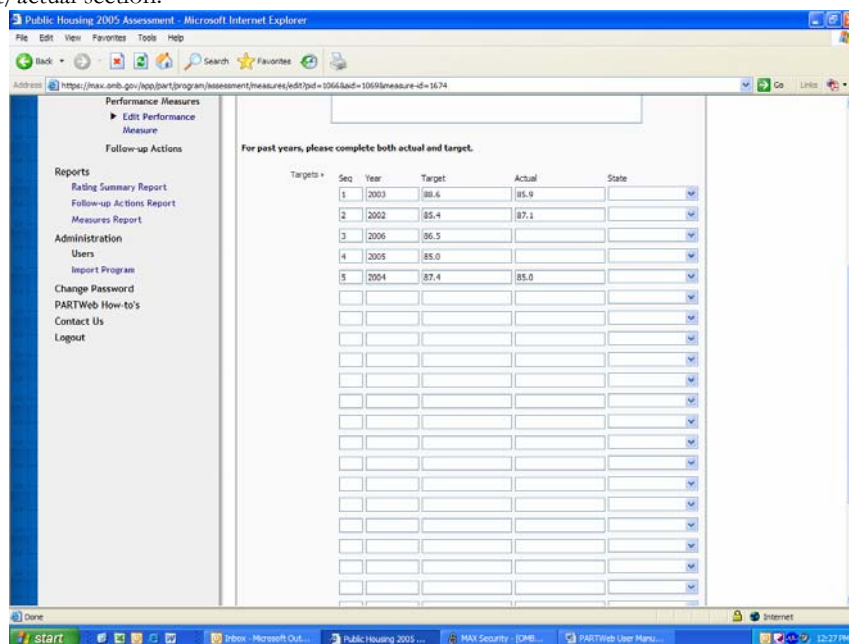 /actual section.
Public Housing 2005 Assessment - Microsoft Internet Explorer
File Edit View Favorites Tools Help
Back Search Favorites
Address https://max.omb.gov/app/part/program/assessment/measures/edit?pid=1066&aid=1069&measure-id=1674 Go Links
Performance Measures
Edit Performance
Measure
Follow-up Actions
Reports
Rating Summary Report
Follow-up Actions Report
Measures Report
Administration
Users
Import Program
Change Password
PARTWeb How-to's
Contact Us
Logout
For past years, please complete both actual and target.
Targets Seq Year Target Actual State
1 2003 88.6 85.9
2 2002 85.4 87.1
3 2006 86.5
4 2005 85.0
5 2004 87.4 85.0
Done Internet
start Inbox - Microsoft Out... Public Housing 2005 ... MAX Security - [OMB... PARTWeb User Manu... 12:27 PM